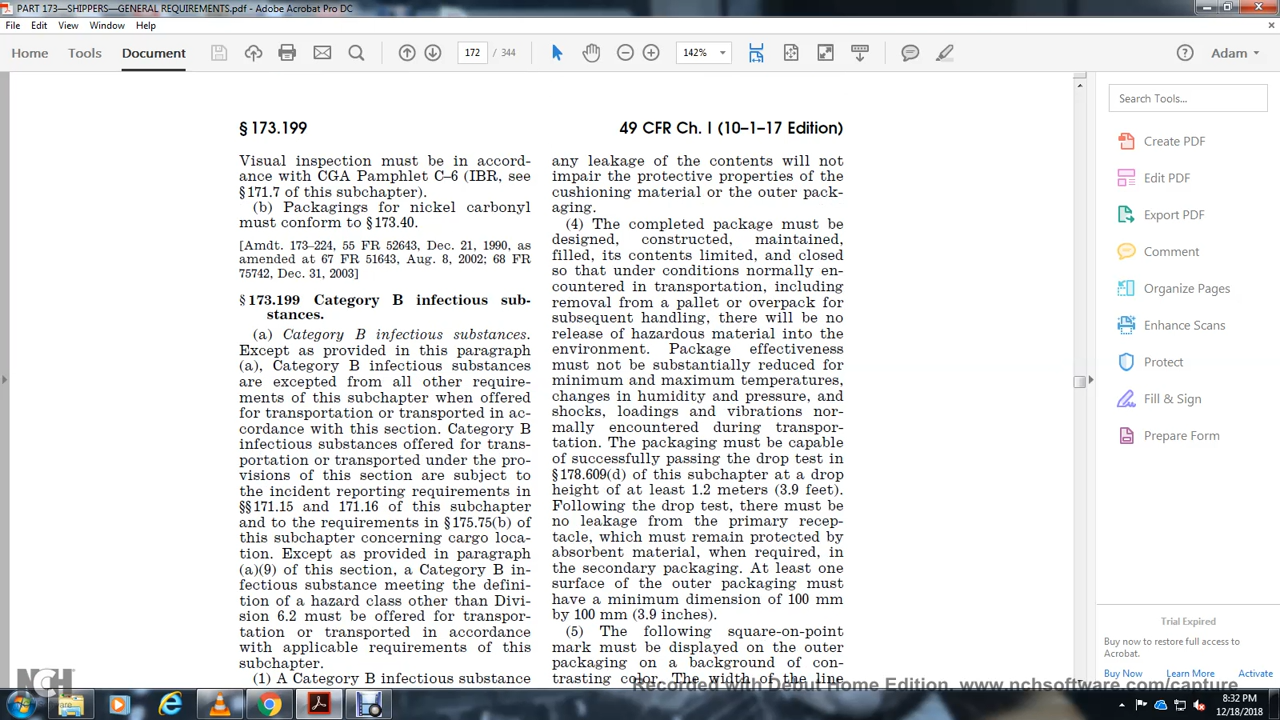 PART 173—SHIPPERS—GENERAL REQUIREMENTS.pdf - Adobe Acrobat Pro DC
File Edit View Window Help
Home Tools Document 172 / 344 142% Adam
§ 173.199 49 CFR Ch. I (10–1–17 Edition)
Visual inspection must be in accord-
ance with CGA Pamphlet C–6 (IBR, see
§171.7 of this subchapter).
(b) Packagings for nickel carbonyl
must conform to §173.40.
[Amdt. 173–224, 55 FR 52643, Dec. 21, 1990, as
amended at 67 FR 51643, Aug. 8, 2002; 68 FR
75742, Dec. 31, 2003]
§173.199 Category B infectious sub-
stances.
(a) Category B infectious substances.
Except as provided in this paragraph
(a), Category B infectious substances
are excepted from all other require-
ments of this subchapter when offered
for transportation or transported in ac-
cordance with this section. Category B
infectious substances offered for trans-
portation or transported under the pro-
visions of this section are subject to
the incident reporting requirements in
§§171.15 and 171.16 of this subchapter
and to the requirements in §175.75(b) of
this subchapter concerning cargo loca-
tion. Except as provided in paragraph
(a)(9) of this section, a Category B in-
fectious substance meeting the defini-
tion of a hazard class other than Divi-
sion 6.2 must be offered for transpor-
tation or transported in accordance
with applicable requirements of this
subchapter.
(1) A Category B infectious substance
any leakage of the contents will not
impair the protective properties of the
cushioning material or the outer pack-
aging.
(4) The completed package must be
designed, constructed, maintained,
filled, its contents limited, and closed
so that under conditions normally en-
countered in transportation, including
removal from a pallet or overpack for
subsequent handling, there will be no
release of hazardous material into the
environment. Package effectiveness
must not be substantially reduced for
minimum and maximum temperatures,
changes in humidity and pressure, and
shocks, loadings and vibrations nor-
mally encountered during transpor-
tation. The packaging must be capable
of successfully passing the drop test in
§178.609(d) of this subchapter at a drop
height of at least 1.2 meters (3.9 feet).
Following the drop test, there must be
no leakage from the primary recep-
tacle, which must remain protected by
absorbent material, when required, in
the secondary packaging. At least one
surface of the outer packaging must
have a minimum dimension of 100 mm
by 100 mm (3.9 inches).
(5) The following square-on-point
mark must be displayed on the outer
packaging on a background of con-
trasting color. The width of the line
Search Tools...
Create PDF
Edit PDF
Export PDF
Comment
Organize Pages
Enhance Scans
Protect
Fill & Sign
Prepare Form
Trial Expired
Buy now to restore full access to
Acrobat.
Buy Now Learn More Activate
NCH
Recorded with Debut Home Edition. www.nchsoftware.com/capture
8:32 PM
12/18/2018